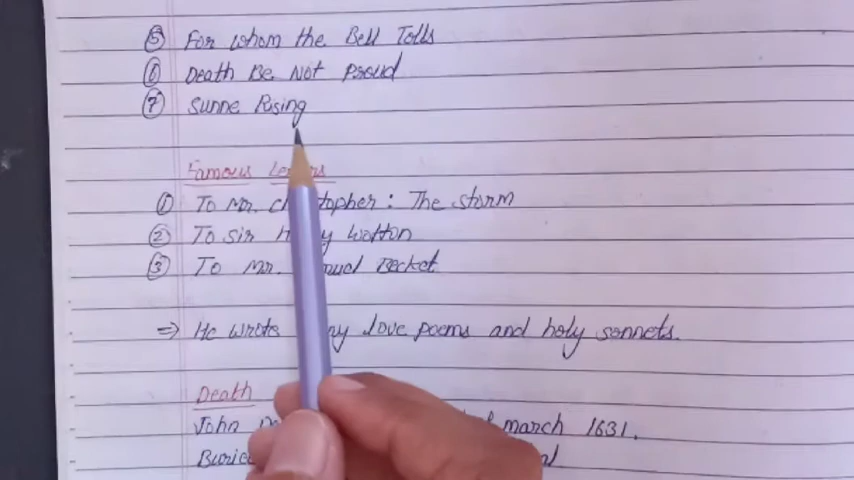 ⑤ For whom the Bell Tolls
⑥ Death Be Not Proud
⑦ Sunne Rising
Famous
① To Mr. : The storm
② To Sir Wotton
③ To Mr. Becket
⇒ He wrote love poems and holy sonnets.
Death
John march 1631.